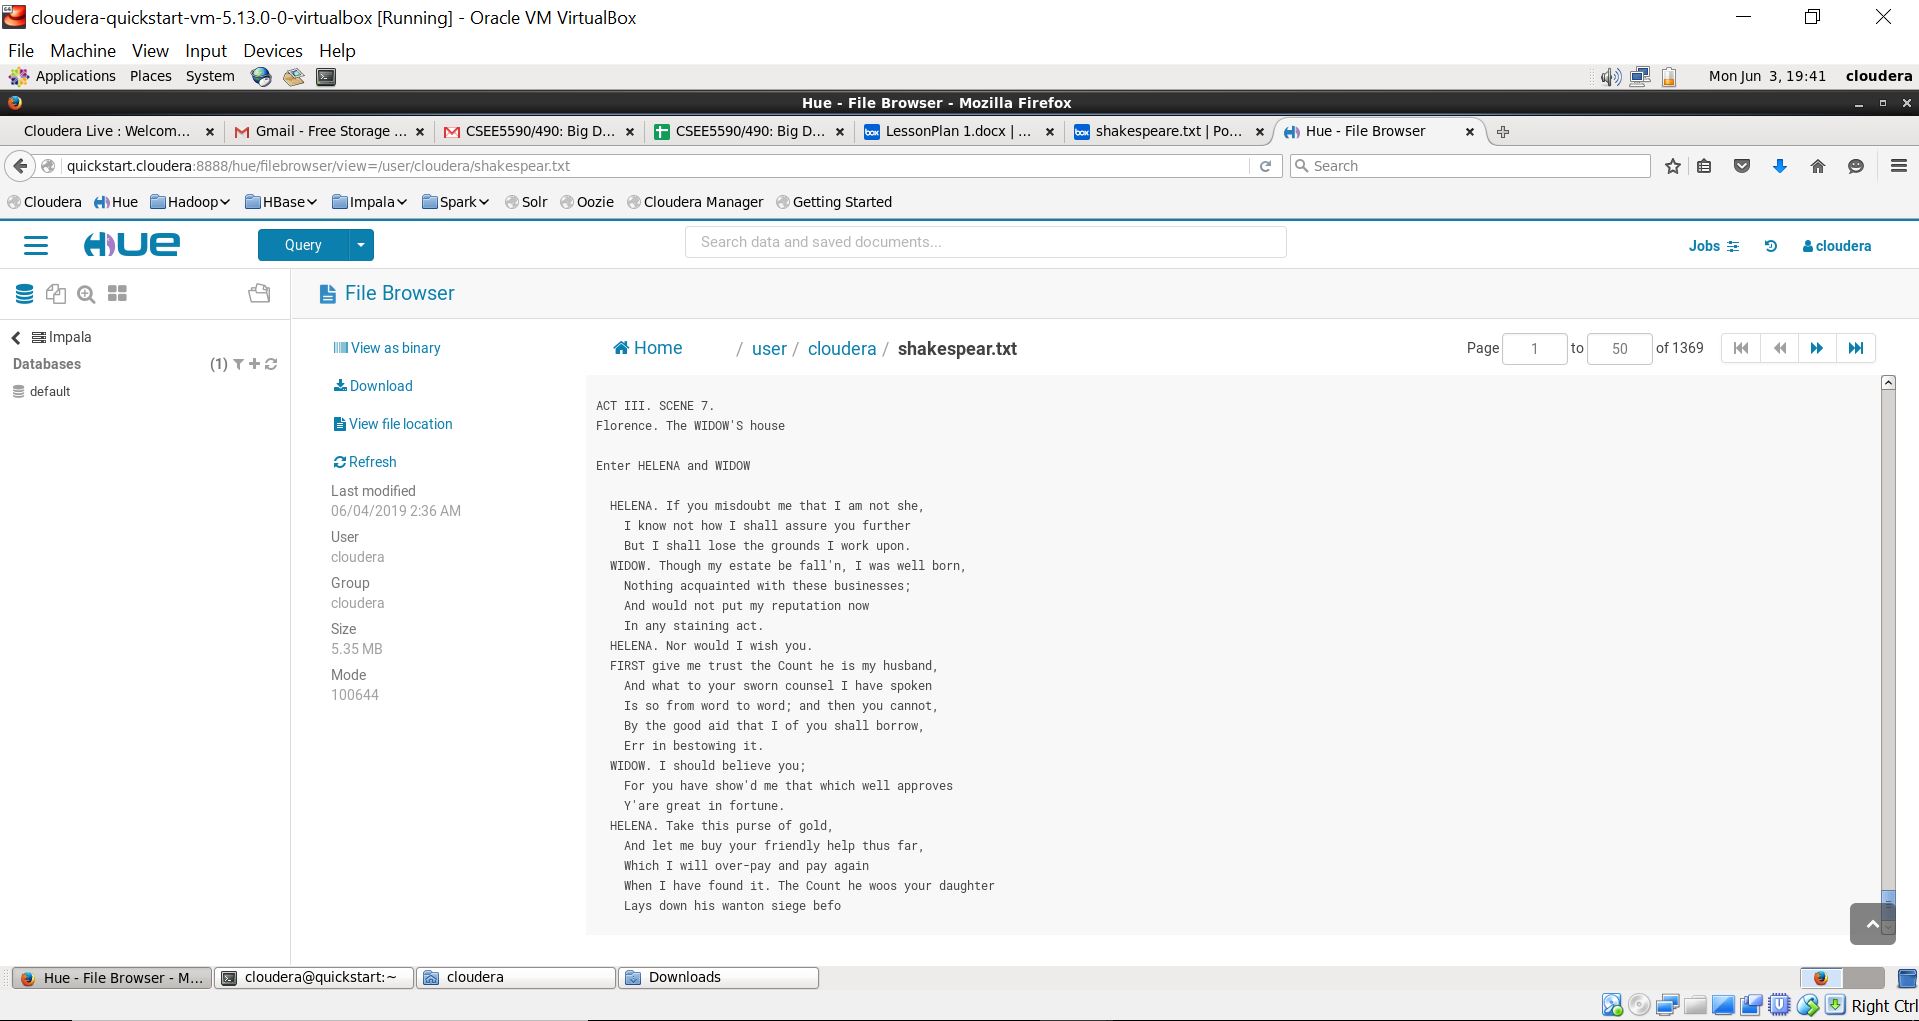 cloudera-quickstart-vm-5.13.0-0-virtualbox [Running] - Oracle VM VirtualBox
File Machine View Input Devices Help
Applications Places System Mon Jun 3, 19:41 cloudera
Hue - File Browser - Mozilla Firefox
Cloudera Live : Welcom... Gmail - Free Storage ... CSEE5590/490: Big D... CSEE5590/490: Big D... LessonPlan 1.docx | ... shakespeare.txt | Po... Hue - File Browser
quickstart.cloudera:8888/hue/filebrowser/view=/user/cloudera/shakespear.txt Search
Cloudera Hue Hadoop HBase Impala Spark Solr Oozie Cloudera Manager Getting Started
HUE Query Search data and saved documents... Jobs cloudera
File Browser
Impala
Databases (1)
default
View as binary
Download
View file location
Refresh
Last modified
06/04/2019 2:36 AM
User
cloudera
Group
cloudera
Size
5.35 MB
Mode
100644
Home / user / cloudera / shakespear.txt
Page 1 to 50 of 1369
ACT III. SCENE 7.
Florence. The WIDOW'S house
Enter HELENA and WIDOW
HELENA. If you misdoubt me that I am not she,
I know not how I shall assure you further
But I shall lose the grounds I work upon.
WIDOW. Though my estate be fall'n, I was well born,
Nothing acquainted with these businesses;
And would not put my reputation now
In any staining act.
HELENA. Nor would I wish you.
FIRST give me trust the Count he is my husband,
And what to your sworn counsel I have spoken
Is so from word to word; and then you cannot,
By the good aid that I of you shall borrow,
Err in bestowing it.
WIDOW. I should believe you;
For you have show'd me that which well approves
Y'are great in fortune.
HELENA. Take this purse of gold,
And let me buy your friendly help thus far,
Which I will over-pay and pay again
When I have found it. The Count he woos your daughter
Lays down his wanton siege befo
Hue - File Browser - M... cloudera@quickstart:~ cloudera Downloads
Right Ctrl